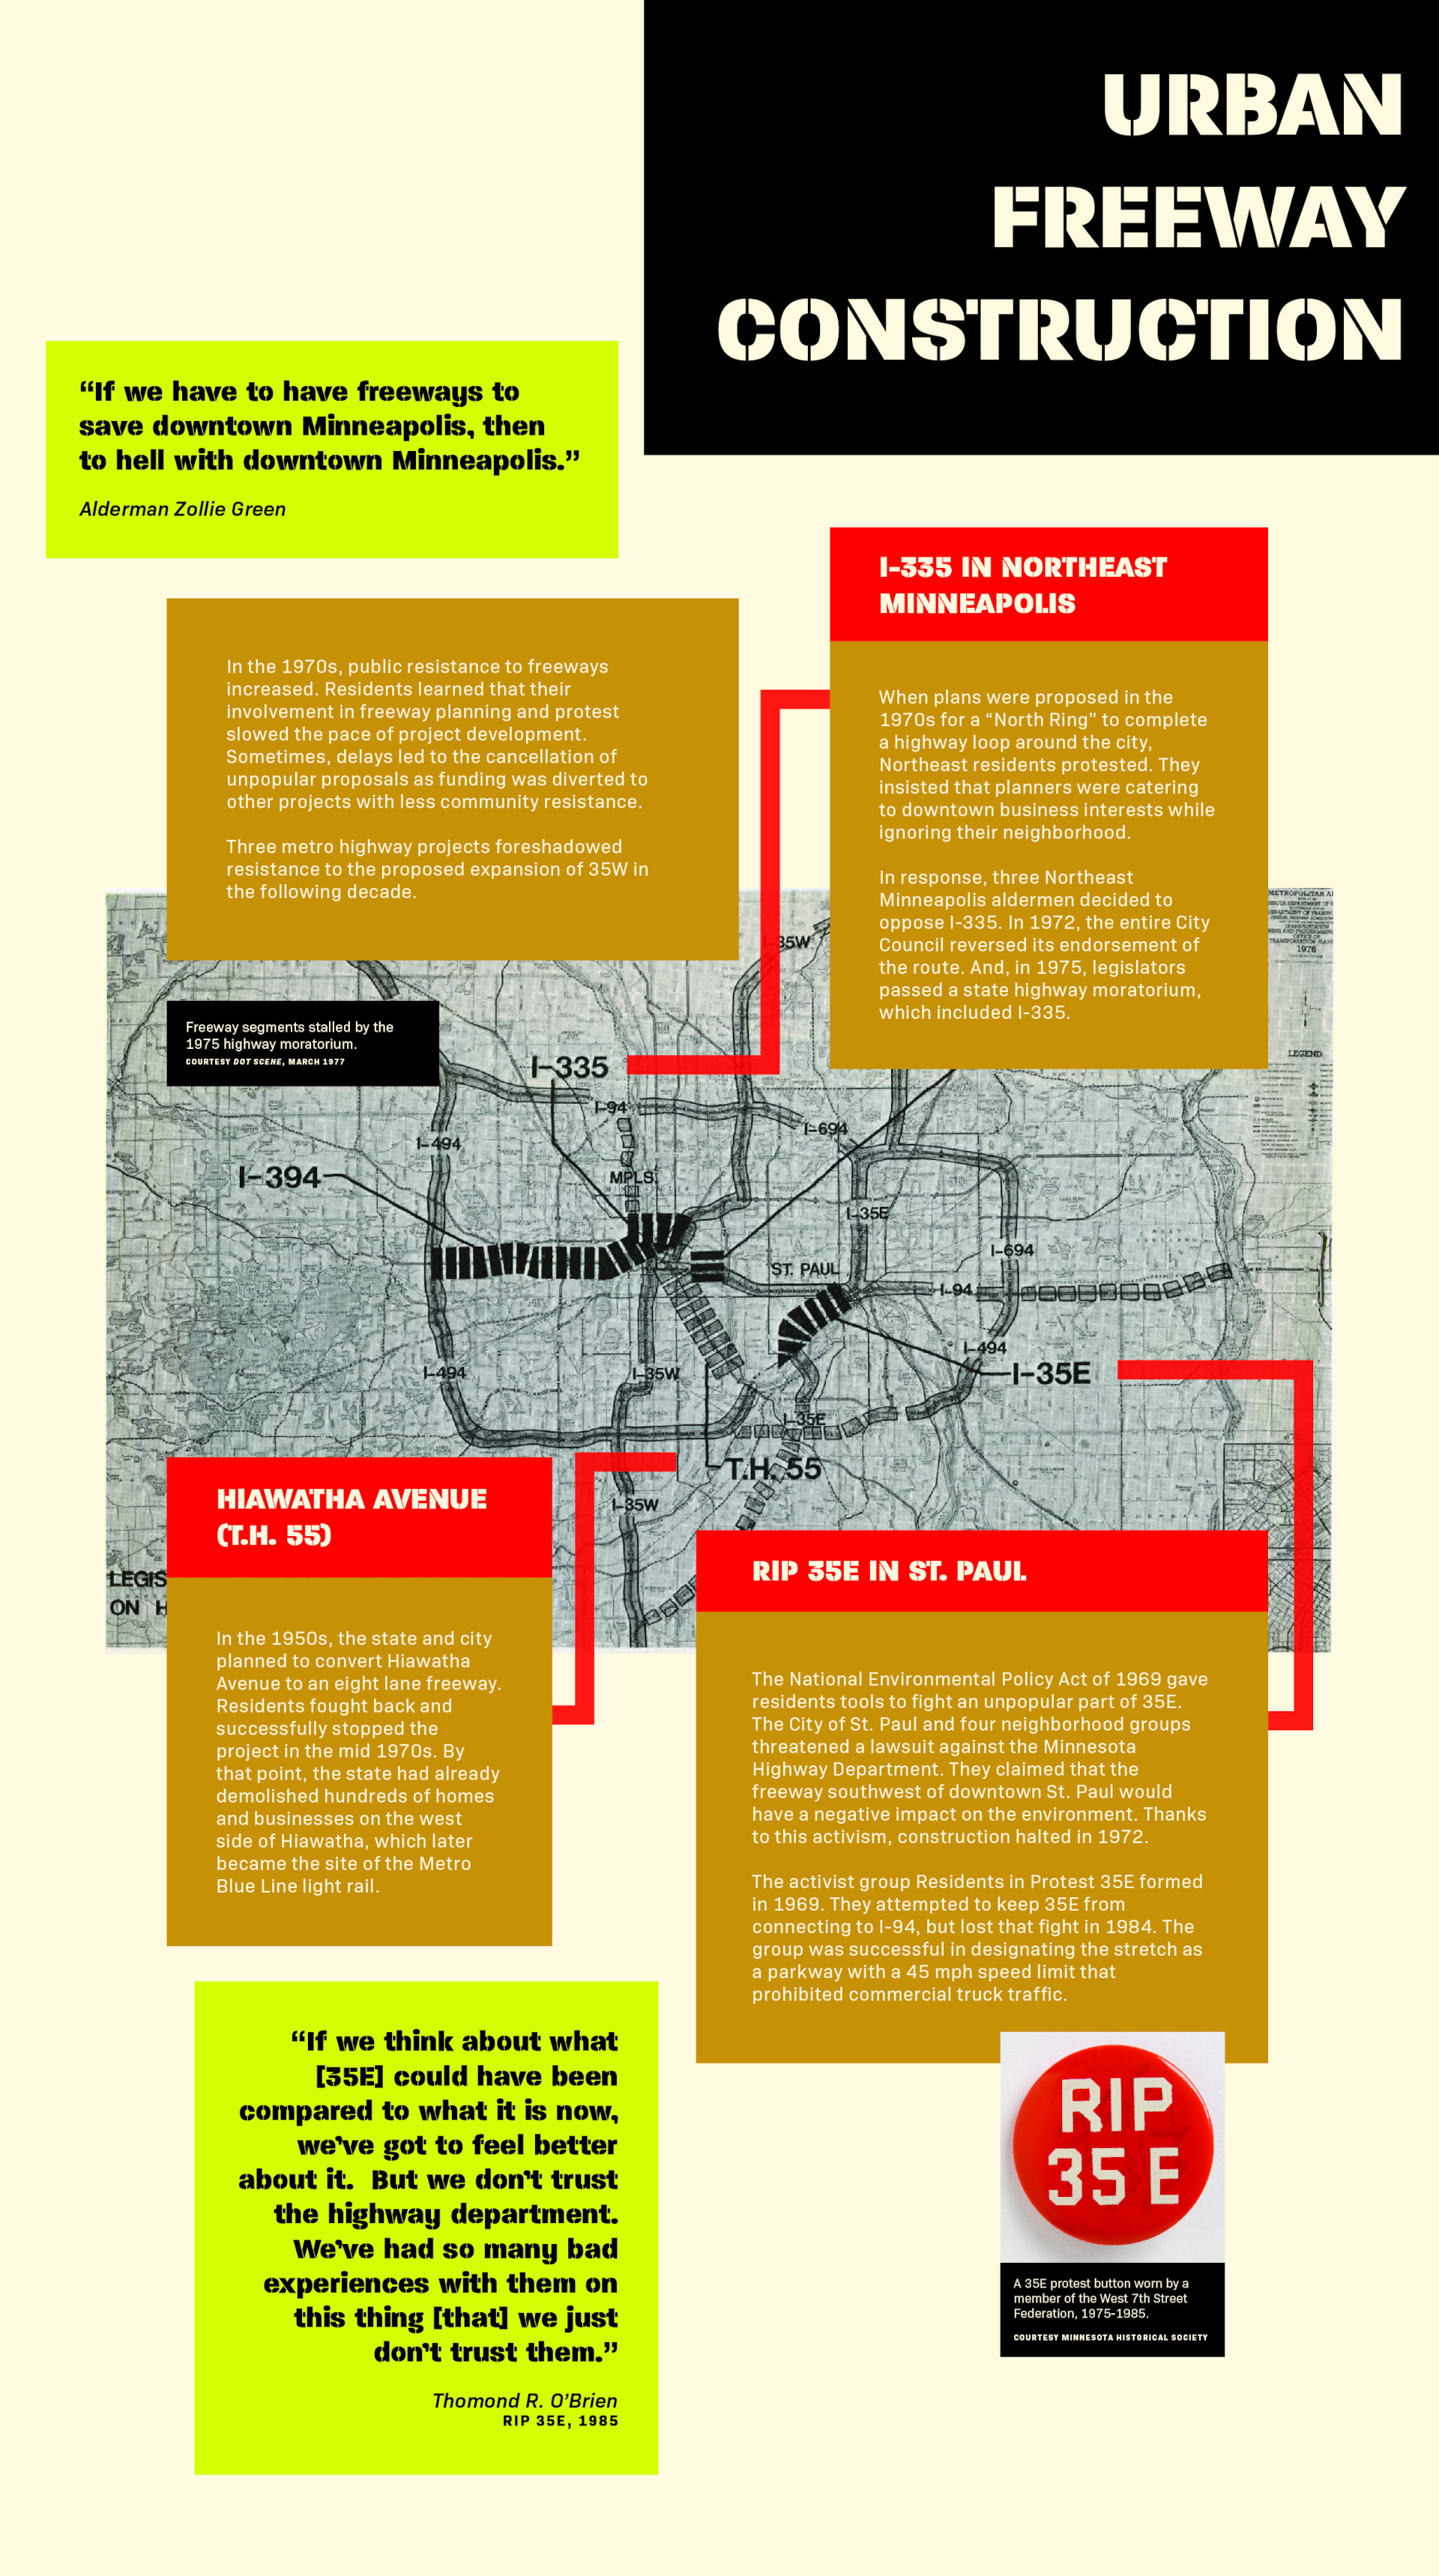 URBAN
FREEWAY
CONSTRUCTION
“If we have to have freeways to
save downtown Minneapolis, then
to hell with downtown Minneapolis.”
Alderman Zollie Green
In the 1970s, public resistance to freeways
increased. Residents learned that their
involvement in freeway planning and protest
slowed the pace of project development.
Sometimes, delays led to the cancellation of
unpopular proposals as funding was diverted to
other projects with less community resistance.
Three metro highway projects foreshadowed
resistance to the proposed expansion of 35W in
the following decade.
I-335 IN NORTHEAST
MINNEAPOLIS
When plans were proposed in the
1970s for a “North Ring” to complete
a highway loop around the city,
Northeast residents protested. They
insisted that planners were catering
to downtown business interests while
ignoring their neighborhood.
In response, three Northeast
Minneapolis aldermen decided to
oppose I-335. In 1972, the entire City
Council reversed its endorsement of
the route. And, in 1975, legislators
passed a state highway moratorium,
which included I-335.
Freeway segments stalled by the
1975 highway moratorium.
COURTESY DOT SCENE, MARCH 1977
1976
LEGEND
I-35W
I-335
I-94
I-694
I-494
I-394
MPLS.
I-35E
I-694
ST. PAUL
I-94
I-494
I-494
I-35W
I-35E
I-35E
T.H. 55
I-35W
LEGIS
ON H
HIAWATHA AVENUE
(T.H. 55)
In the 1950s, the state and city
planned to convert Hiawatha
Avenue to an eight lane freeway.
Residents fought back and
successfully stopped the
project in the mid 1970s. By
that point, the state had already
demolished hundreds of homes
and businesses on the west
side of Hiawatha, which later
became the site of the Metro
Blue Line light rail.
RIP 35E IN ST. PAUL
The National Environmental Policy Act of 1969 gave
residents tools to fight an unpopular part of 35E.
The City of St. Paul and four neighborhood groups
threatened a lawsuit against the Minnesota
Highway Department. They claimed that the
freeway southwest of downtown St. Paul would
have a negative impact on the environment. Thanks
to this activism, construction halted in 1972.
The activist group Residents in Protest 35E formed
in 1969. They attempted to keep 35E from
connecting to I-94, but lost that fight in 1984. The
group was successful in designating the stretch as
a parkway with a 45 mph speed limit that
prohibited commercial truck traffic.
“If we think about what
[35E] could have been
compared to what it is now,
we’ve got to feel better
about it.  But we don’t trust
the highway department.
We’ve had so many bad
experiences with them on
this thing [that] we just
don’t trust them.”
Thomond R. O’Brien
RIP 35E, 1985
RIP
35 E
A 35E protest button worn by a
member of the West 7th Street
Federation, 1975-1985.
COURTESY MINNESOTA HISTORICAL SOCIETY